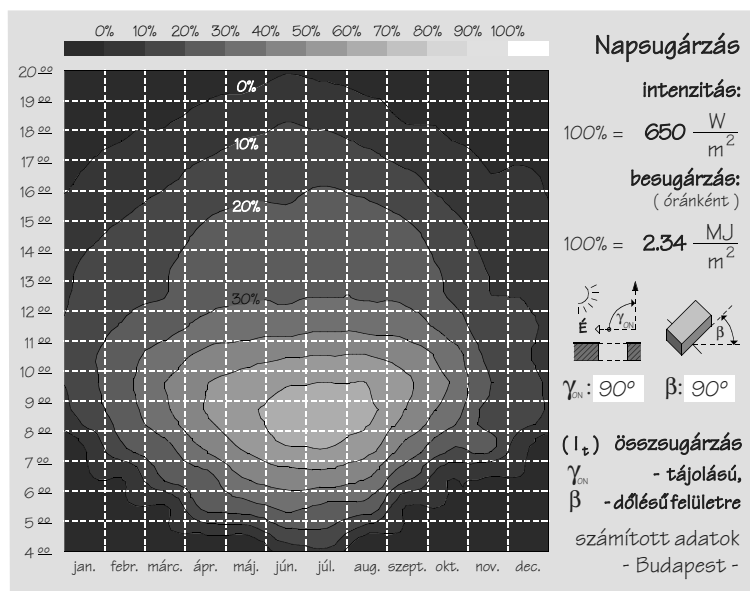 0% 10% 20% 30% 40% 50% 60% 70% 80% 90% 100%
Napsugárzás
intenzitás:
100% = 650 W/m²
besugárzás:
( óránként )
100% = 2.34 MJ/m²
20 00
19 00
18 00
17 00
16 00
15 00
14 00
13 00
12 00
11 00
10 00
9 00
8 00
7 00
6 00
5 00
4 00
0%
10%
20%
30%
jan. febr. márc. ápr. máj. jún. júl. aug. szept. okt. nov. dec.
É γON β
γON: 90° β: 90°
(It) összsugárzás
γON - tájolású,
β - dőlésű felületre
számított adatok
- Budapest -